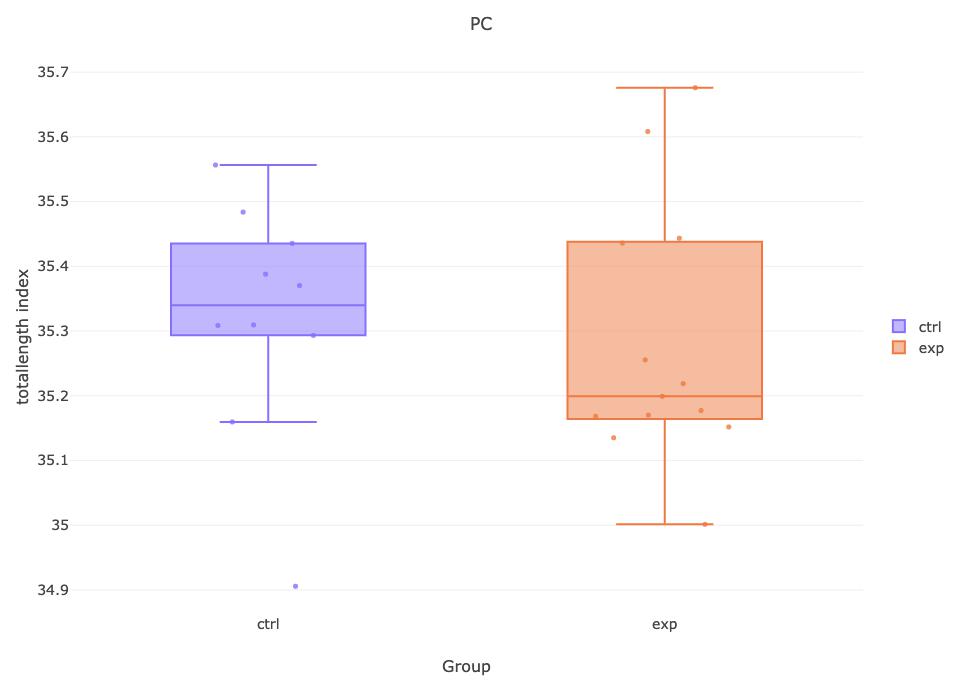 PC
totallength index
35.7
35.6
35.5
35.4
35.3
35.2
35.1
35
34.9
ctrl
exp
Group
ctrl
exp